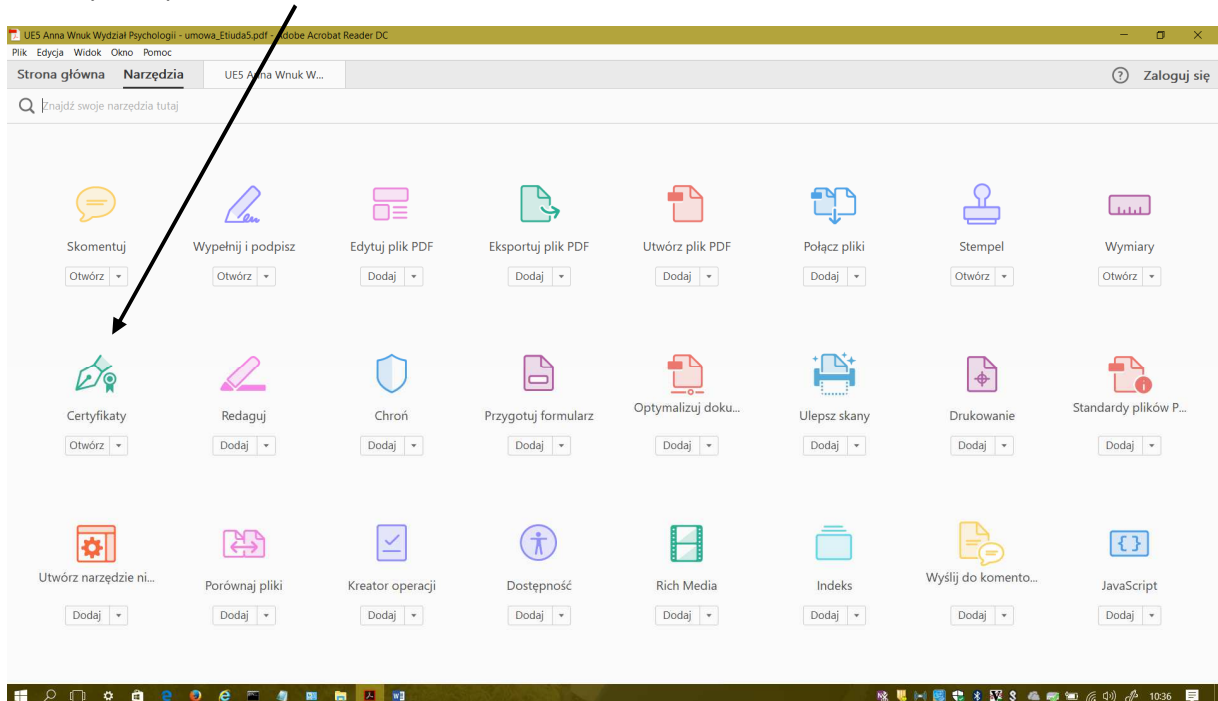 UE5 Anna Wnuk Wydział Psychologii - umowa_Etiuda5.pdf - Adobe Acrobat Reader DC
Plik Edycja Widok Okno Pomoc
Strona główna Narzędzia UE5 Anna Wnuk W... Zaloguj się
Znajdź swoje narzędzia tutaj
Skomentuj Wypełnij i podpisz Edytuj plik PDF Eksportuj plik PDF Utwórz plik PDF Połącz pliki Stempel Wymiary
Otwórz Otwórz Dodaj Dodaj Dodaj Dodaj Otwórz Otwórz
Certyfikaty Redaguj Chroń Przygotuj formularz Optymalizuj doku... Ulepsz skany Drukowanie Standardy plików P...
Otwórz Dodaj Dodaj Dodaj Dodaj Dodaj Dodaj Dodaj
Utwórz narzędzie ni... Porównaj pliki Kreator operacji Dostępność Rich Media Indeks Wyślij do komento... JavaScript
Dodaj Dodaj Dodaj Dodaj Dodaj Dodaj Dodaj Dodaj
10:36